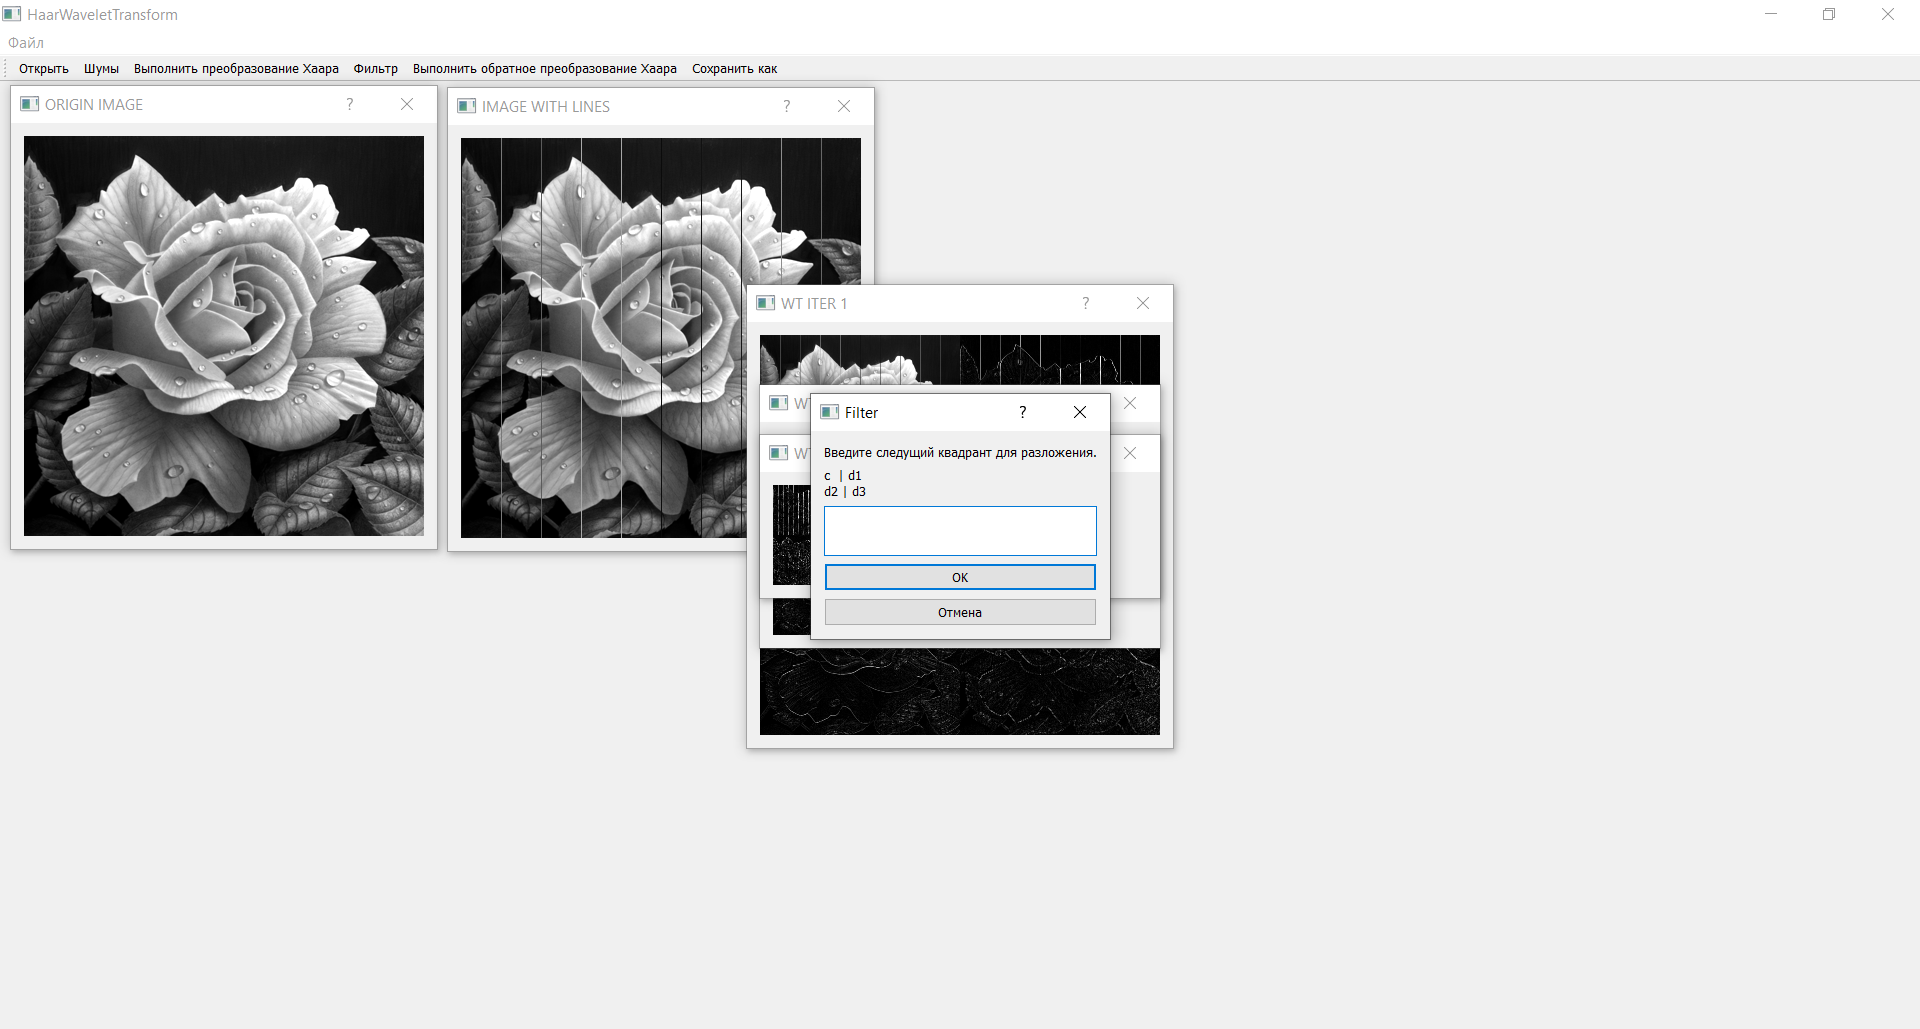 HaarWaveletTransform
Файл
Открыть Шумы Выполнить преобразование Хаара Фильтр Выполнить обратное преобразование Хаара Сохранить как
ORIGIN IMAGE ?
IMAGE WITH LINES ?
WT ITER 1 ?
Filter ?
Введите следущий квадрант для разложения.
c | d1
d2 | d3
OK
Отмена